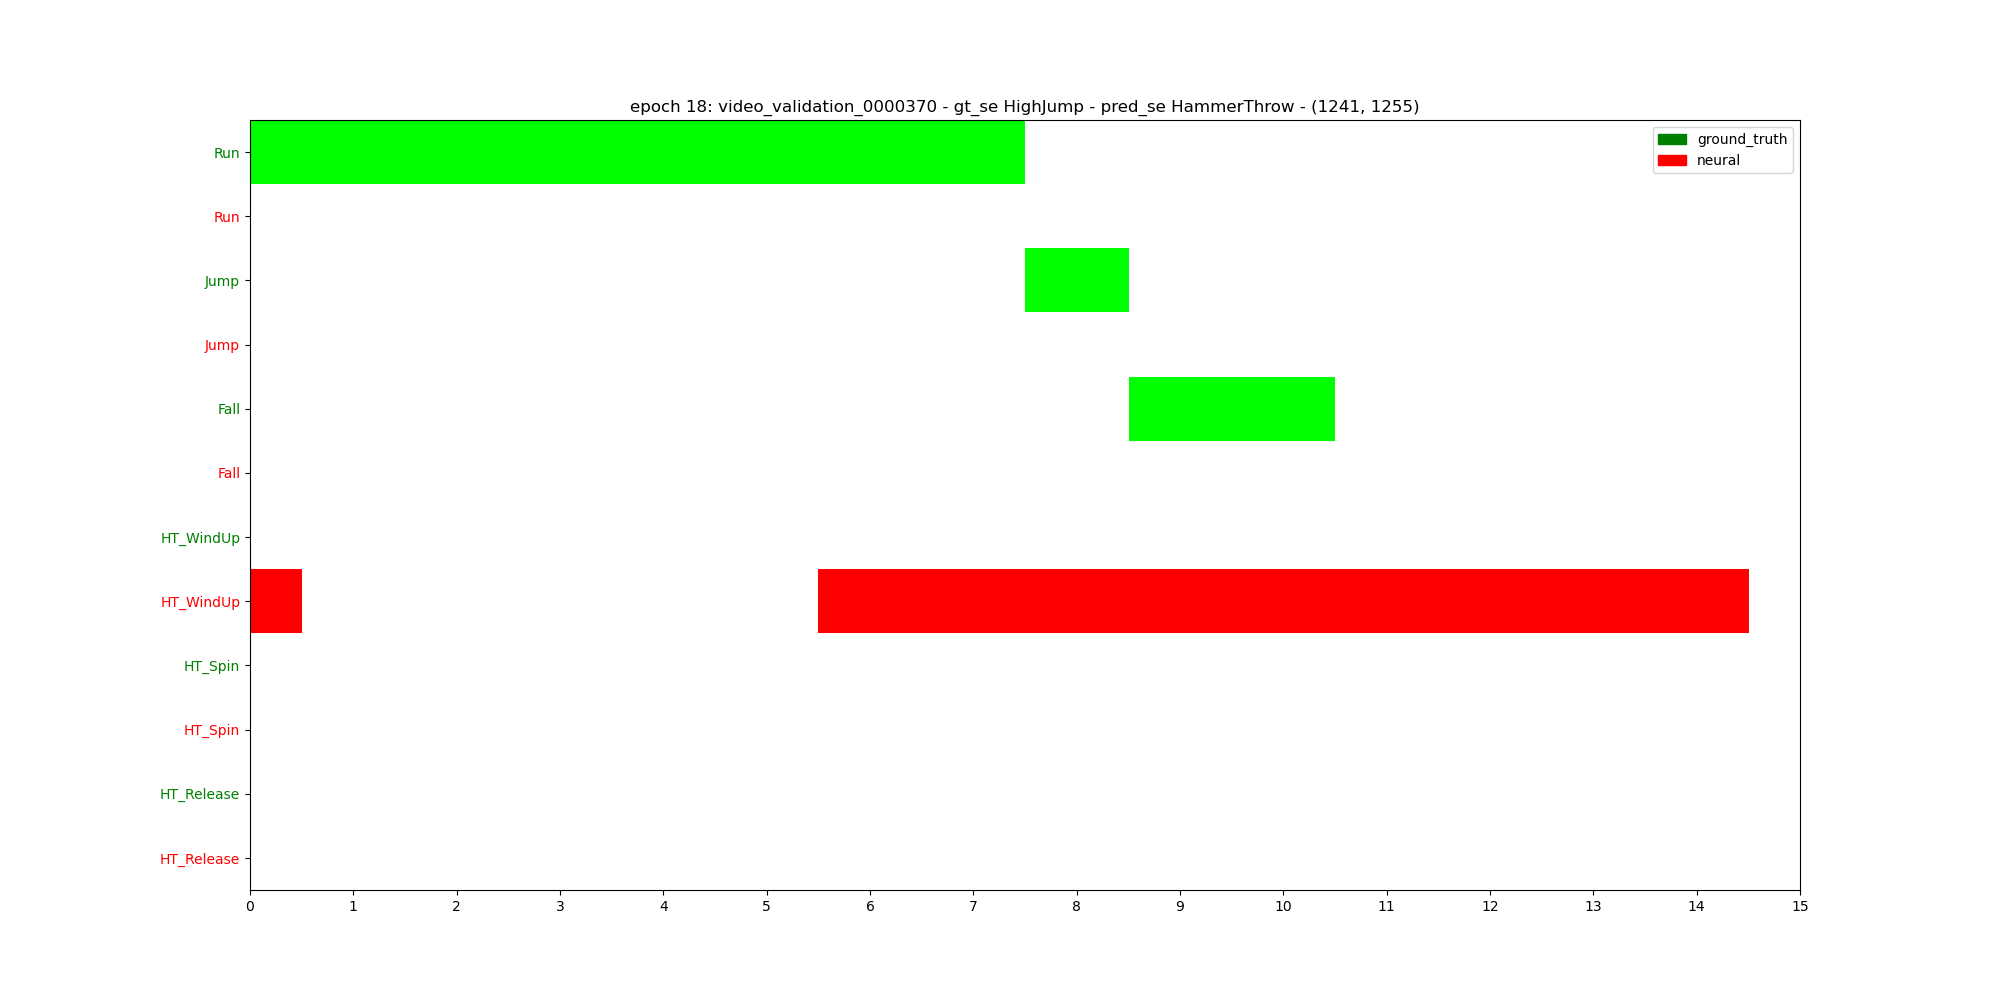 epoch 18: video_validation_0000370 - gt_se HighJump - pred_se HammerThrow - (1241, 1255)
ground_truth
neural
Run
Run
Jump
Jump
Fall
Fall
HT_WindUp
HT_WindUp
HT_Spin
HT_Spin
HT_Release
HT_Release
0 1 2 3 4 5 6 7 8 9 10 11 12 13 14 15